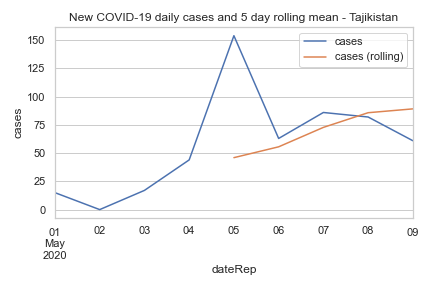 New COVID-19 daily cases and 5 day rolling mean - Tajikistan
cases
cases (rolling)
150
125
100
75
50
25
0
cases
01 02 03 04 05 06 07 08 09
May
2020
dateRep